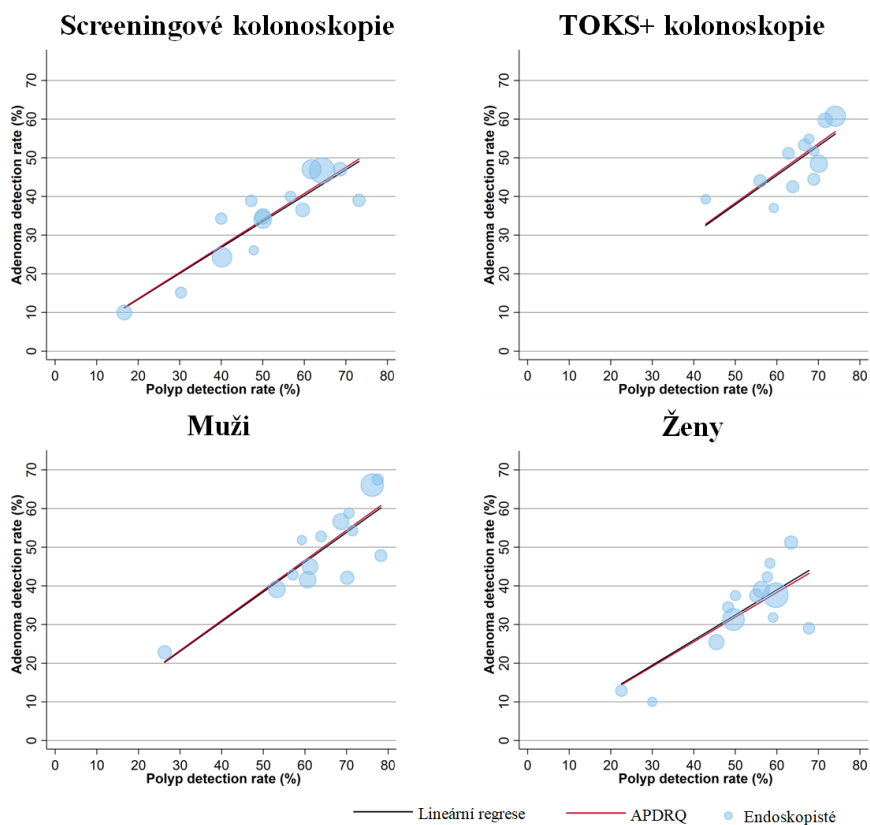 Screeningové kolonoskopie
TOKS+ kolonoskopie
Adenoma detection rate (%)
70
60
50
40
30
20
10
0
0 10 20 30 40 50 60 70 80
Polyp detection rate (%)
Adenoma detection rate (%)
70
60
50
40
30
20
10
0
0 10 20 30 40 50 60 70 80
Polyp detection rate (%)
Muži
Ženy
Adenoma detection rate (%)
70
60
50
40
30
20
10
0
0 10 20 30 40 50 60 70 80
Polyp detection rate (%)
Adenoma detection rate (%)
70
60
50
40
30
20
10
0
0 10 20 30 40 50 60 70 80
Polyp detection rate (%)
Lineární regrese APDRQ Endoskopisté